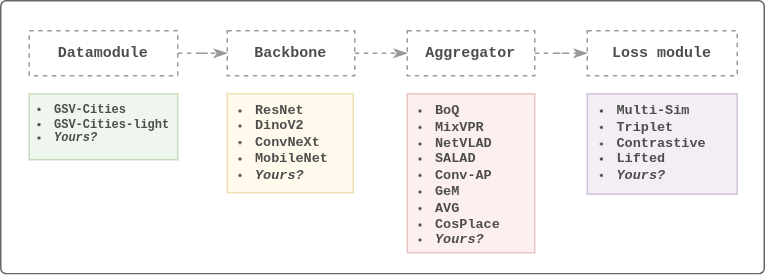 Datamodule
Backbone
Aggregator
Loss module
• GSV-Cities
• GSV-Cities-light
• Yours?
• ResNet
• DinoV2
• ConvNeXt
• MobileNet
• Yours?
• BoQ
• MixVPR
• NetVLAD
• SALAD
• Conv-AP
• GeM
• AVG
• CosPlace
• Yours?
• Multi-Sim
• Triplet
• Contrastive
• Lifted
• Yours?